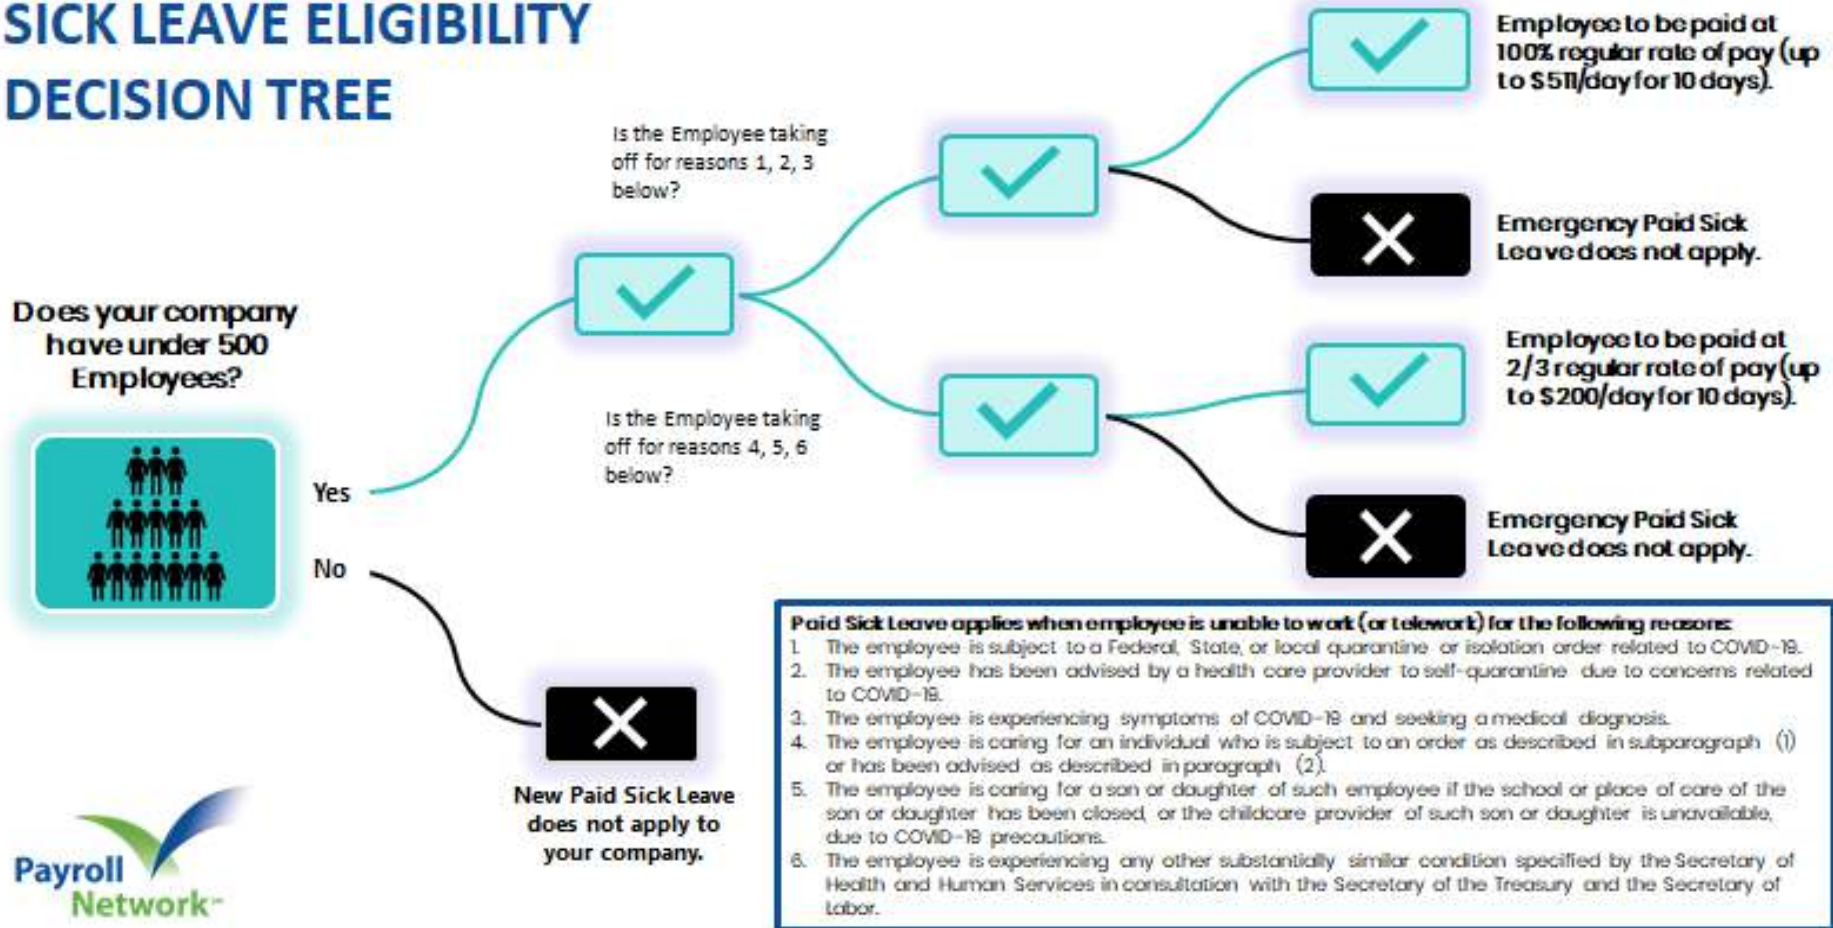 SICK LEAVE ELIGIBILITY
DECISION TREE
Does your company
have under 500
Employees?
Yes
No
Is the Employee taking
off for reasons 1, 2, 3
below?
Is the Employee taking
off for reasons 4, 5, 6
below?
Employee to be paid at
100% regular rate of pay (up
to $511/day for 10 days).
Emergency Paid Sick
Leave does not apply.
Employee to be paid at
2/3 regular rate of pay (up
to $200/day for 10 days).
Emergency Paid Sick
Leave does not apply.
New Paid Sick Leave
does not apply to
your company.
Paid Sick Leave applies when employee is unable to work (or telework) for the following reasons:
1. The employee is subject to a Federal, State, or local quarantine or isolation order related to COVID-19.
2. The employee has been advised by a health care provider to self-quarantine due to concerns related
to COVID-19.
3. The employee is experiencing symptoms of COVID-19 and seeking a medical diagnosis.
4. The employee is caring for an individual who is subject to an order as described in subparagraph (1)
or has been advised as described in paragraph (2).
5. The employee is caring for a son or daughter of such employee if the school or place of care of the
son or daughter has been closed, or the childcare provider of such son or daughter is unavailable,
due to COVID-19 precautions.
6. The employee is experiencing any other substantially similar condition specified by the Secretary of
Health and Human Services in consultation with the Secretary of the Treasury and the Secretary of
Labor.
Payroll
Network